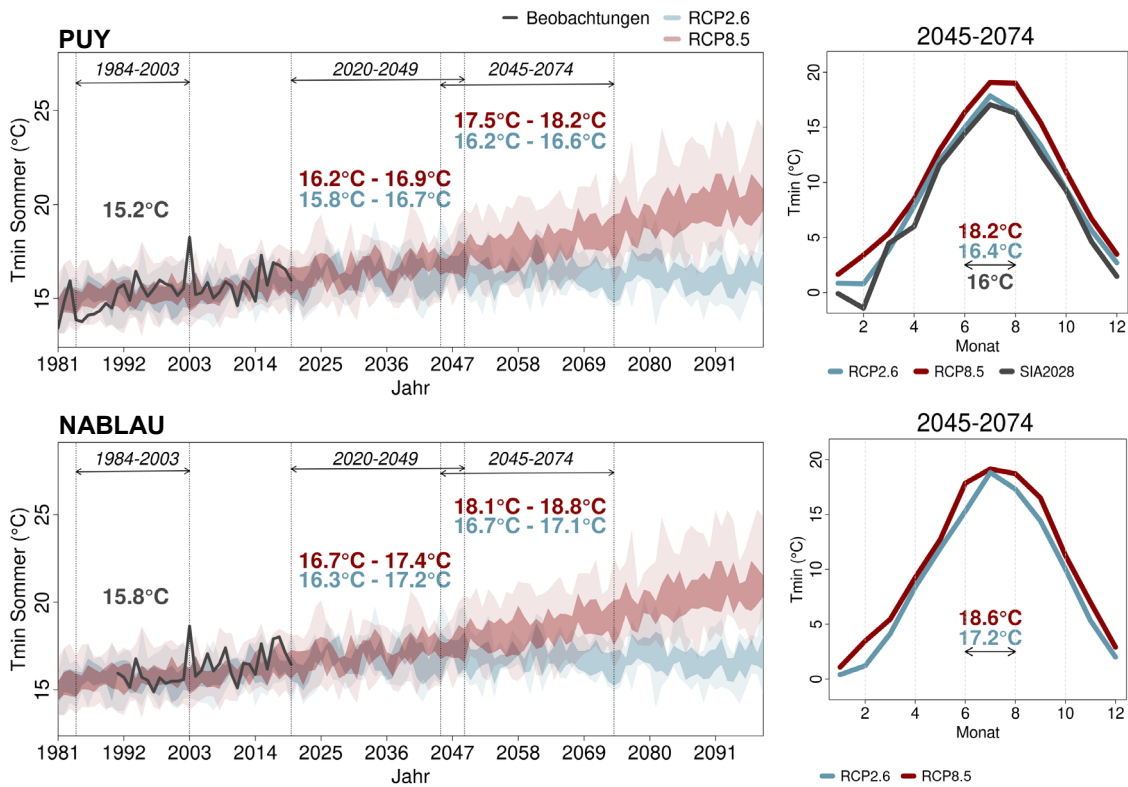 Beobachtungen
RCP2.6
RCP8.5
PUY
1984-2003
2020-2049
2045-2074
17.5°C - 18.2°C
16.2°C - 16.6°C
16.2°C - 16.9°C
15.8°C - 16.7°C
15.2°C
Tmin Sommer (°C)
25
20
15
1981 1992 2003 2014 2025 2036 2047 2058 2069 2080 2091
Jahr
2045-2074
Tmin (°C)
20
15
10
5
0
18.2°C
16.4°C
16°C
2 4 6 8 10 12
Monat
RCP2.6 RCP8.5 SIA2028
NABLAU
1984-2003
2020-2049
2045-2074
18.1°C - 18.8°C
16.7°C - 17.1°C
16.7°C - 17.4°C
16.3°C - 17.2°C
15.8°C
Tmin Sommer (°C)
25
20
15
1981 1992 2003 2014 2025 2036 2047 2058 2069 2080 2091
Jahr
2045-2074
Tmin (°C)
20
15
10
5
0
18.6°C
17.2°C
2 4 6 8 10 12
Monat
RCP2.6 RCP8.5